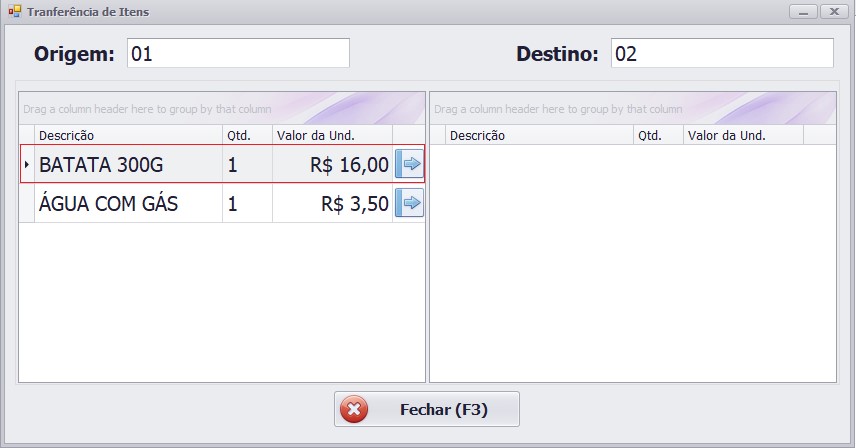 Tranferência de Itens
Origem: 01 Destino: 02
Drag a column header here to group by that column
Descrição Qtd. Valor da Und.
BATATA 300G 1 R$ 16,00
ÁGUA COM GÁS 1 R$ 3,50
Drag a column header here to group by that column
Descrição Qtd. Valor da Und.
Fechar (F3)